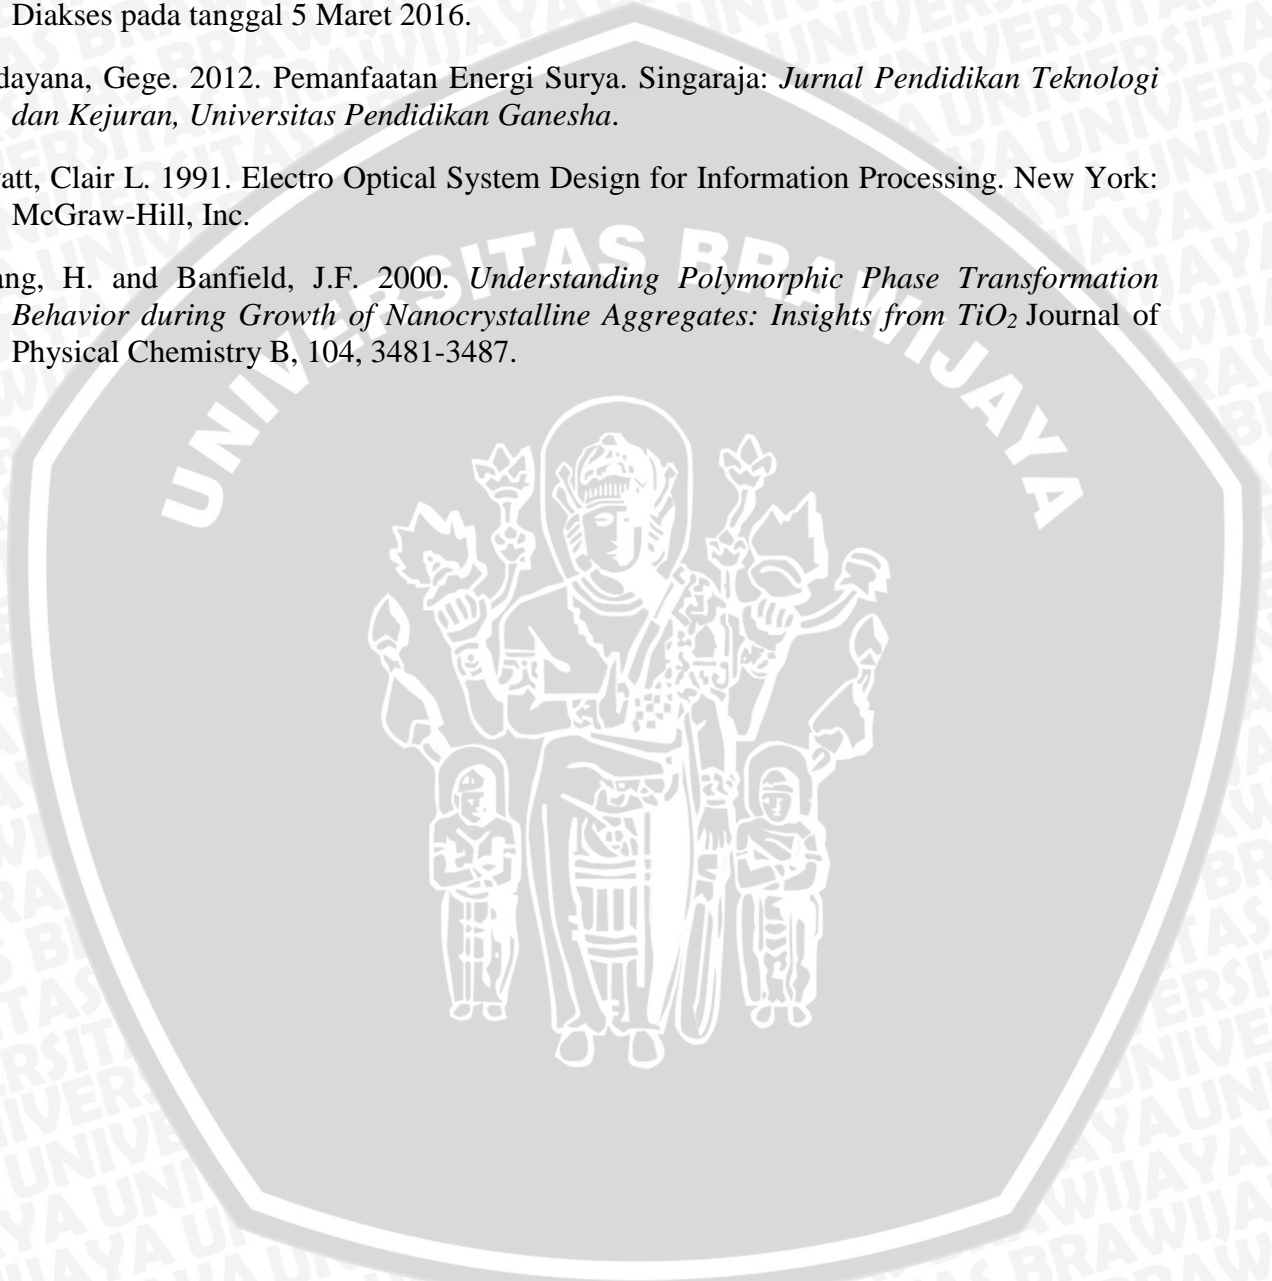 Diakses pada tanggal 5 Maret 2016.
dayana, Gege. 2012. Pemanfaatan Energi Surya. Singaraja: Jurnal Pendidikan Teknologi
dan Kejuran, Universitas Pendidikan Ganesha.
att, Clair L. 1991. Electro Optical System Design for Information Processing. New York:
McGraw-Hill, Inc.
ang, H. and Banfield, J.F. 2000. Understanding Polymorphic Phase Transformation
Behavior during Growth of Nanocrystalline Aggregates: Insights from TiO₂ Journal of
Physical Chemistry B, 104, 3481-3487.
UNIVERSITAS BRAWIJAYA